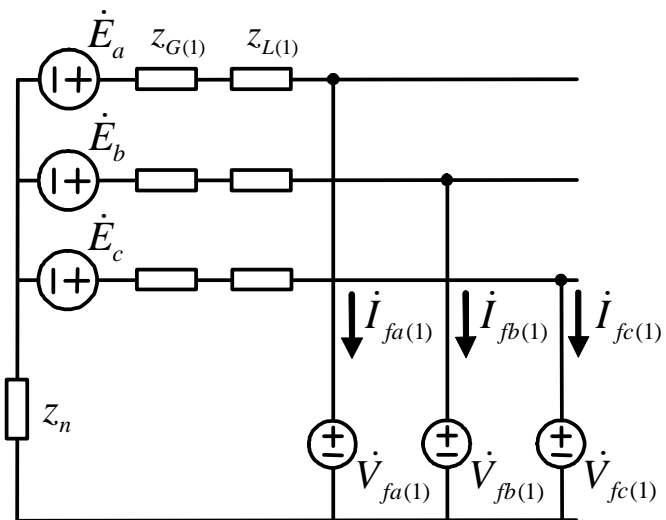 Ė_a z_G(1) z_L(1)
Ė_b
Ė_c
İ_fa(1) İ_fb(1) İ_fc(1)
z_n
V̇_fa(1) V̇_fb(1) V̇_fc(1)